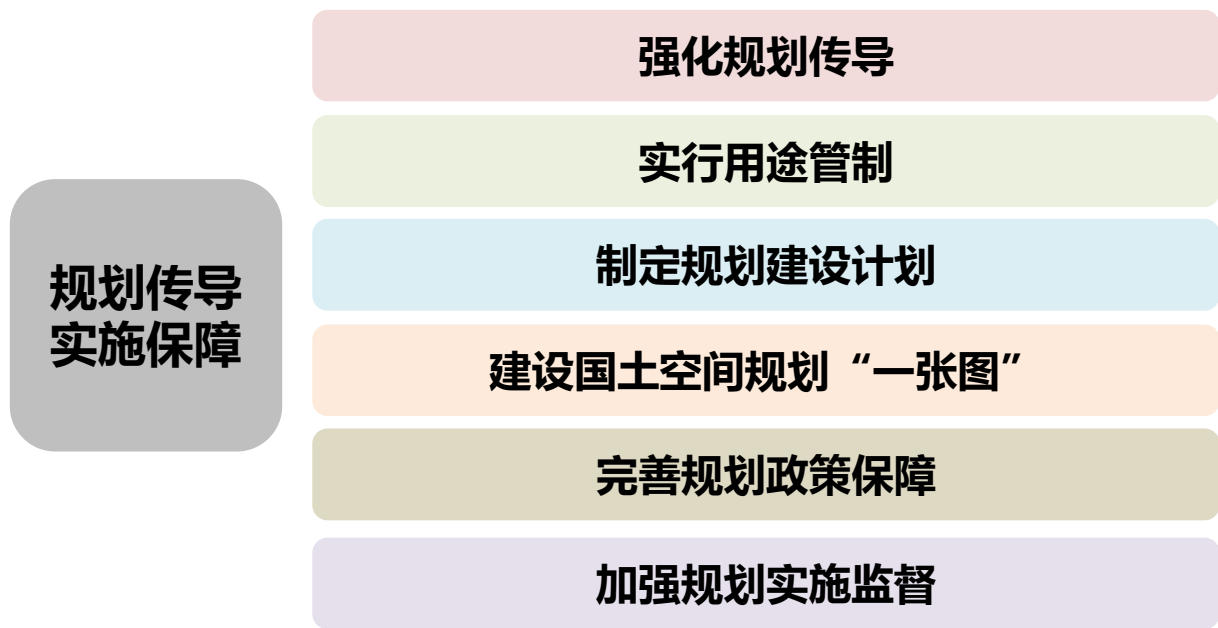 规划传导
实施保障
强化规划传导
实行用途管制
制定规划建设计划
建设国土空间规划“一张图”
完善规划政策保障
加强规划实施监督